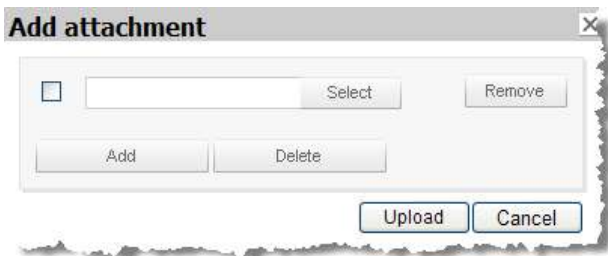 Add attachment
Select Remove
Add Delete
Upload Cancel